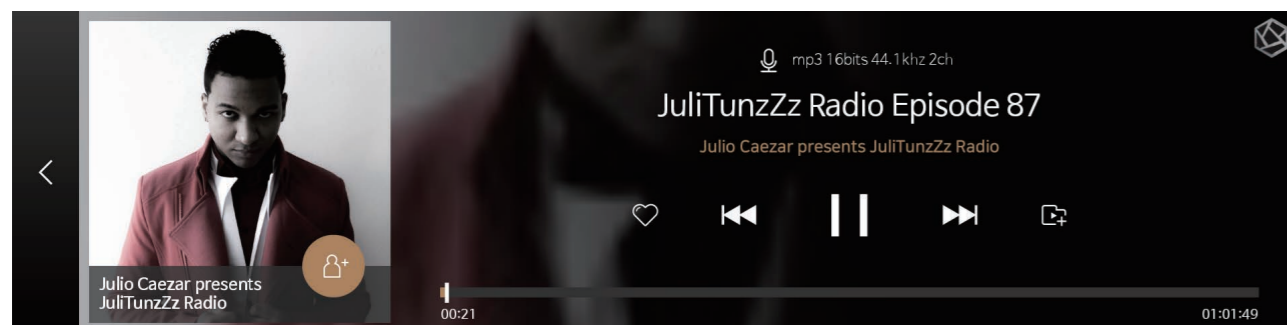 mp3 16bits 44.1khz 2ch
JuliTunzZz Radio Episode 87
Julio Caezar presents JuliTunzZz Radio
Julio Caezar presents
JuliTunzZz Radio
00:21
01:01:49